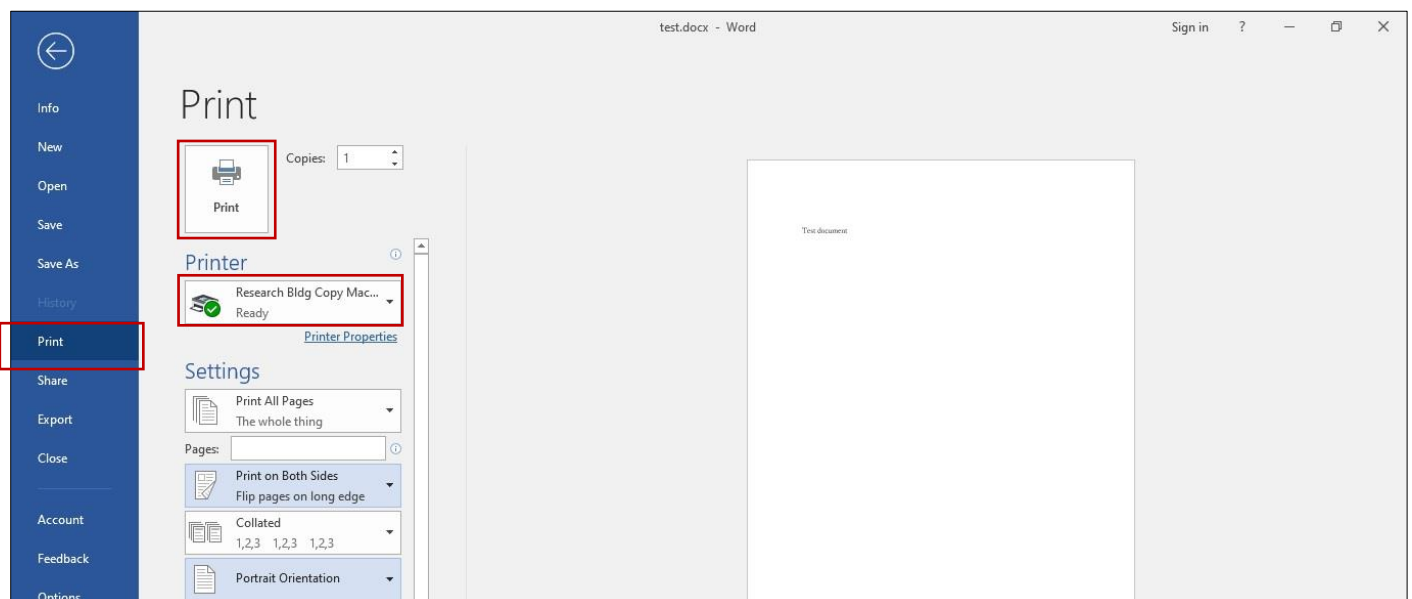 test.docx - Word
Sign in ?
Info
New
Open
Save
Save As
History
Print
Share
Export
Close
Account
Feedback
Options
Print
Copies: 1
Print
Printer
Research Bldg Copy Mac...
Ready
Printer Properties
Settings
Print All Pages
The whole thing
Pages:
Print on Both Sides
Flip pages on long edge
Collated
1,2,3 1,2,3 1,2,3
Portrait Orientation
Test document